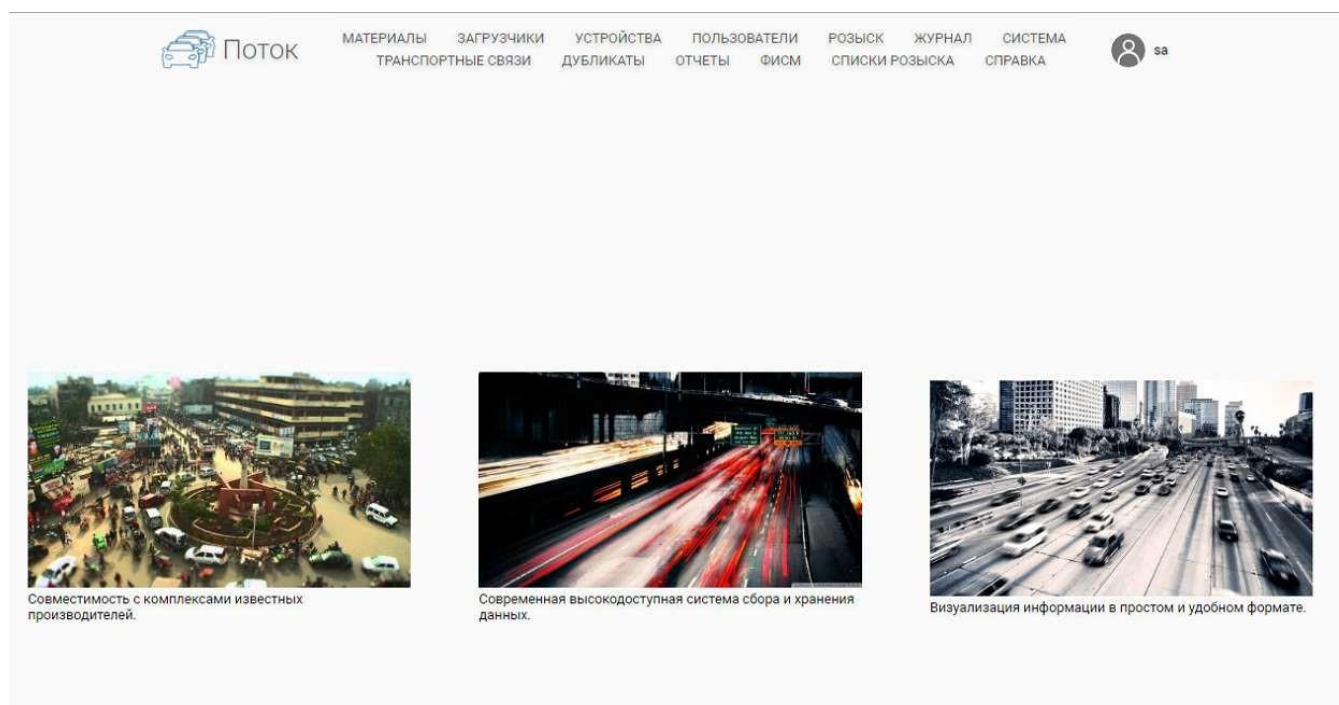 Поток
МАТЕРИАЛЫ ЗАГРУЗЧИКИ УСТРОЙСТВА ПОЛЬЗОВАТЕЛИ РОЗЫСК ЖУРНАЛ СИСТЕМА
ТРАНСПОРТНЫЕ СВЯЗИ ДУБЛИКАТЫ ОТЧЕТЫ ФИСМ СПИСКИ РОЗЫСКА СПРАВКА
sa
Совместимость с комплексами известных
производителей.
Современная высокодоступная система сбора и хранения
данных.
Визуализация информации в простом и удобном формате.